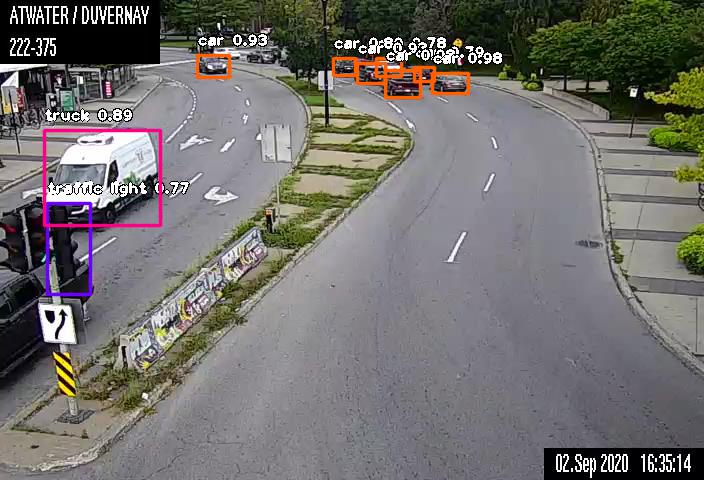 ATWATER / DUVERNAY
222-375
car 0.93
car 0.98
truck 0.89
traffic light 0.77
02.Sep 2020 16:35:14